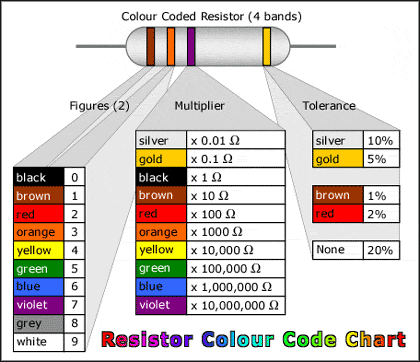 Colour Coded Resistor (4 bands)
Figures (2)
Multiplier
Tolerance
silver x 0.01 Ω
gold x 0.1 Ω
black x 1 Ω
brown x 10 Ω
red x 100 Ω
orange x 1000 Ω
yellow x 10,000 Ω
green x 100,000 Ω
blue x 1,000,000 Ω
violet x 10,000,000 Ω
silver 10%
gold 5%
brown 1%
red 2%
None 20%
black 0
brown 1
red 2
orange 3
yellow 4
green 5
blue 6
violet 7
grey 8
white 9
Resistor Colour Code Chart